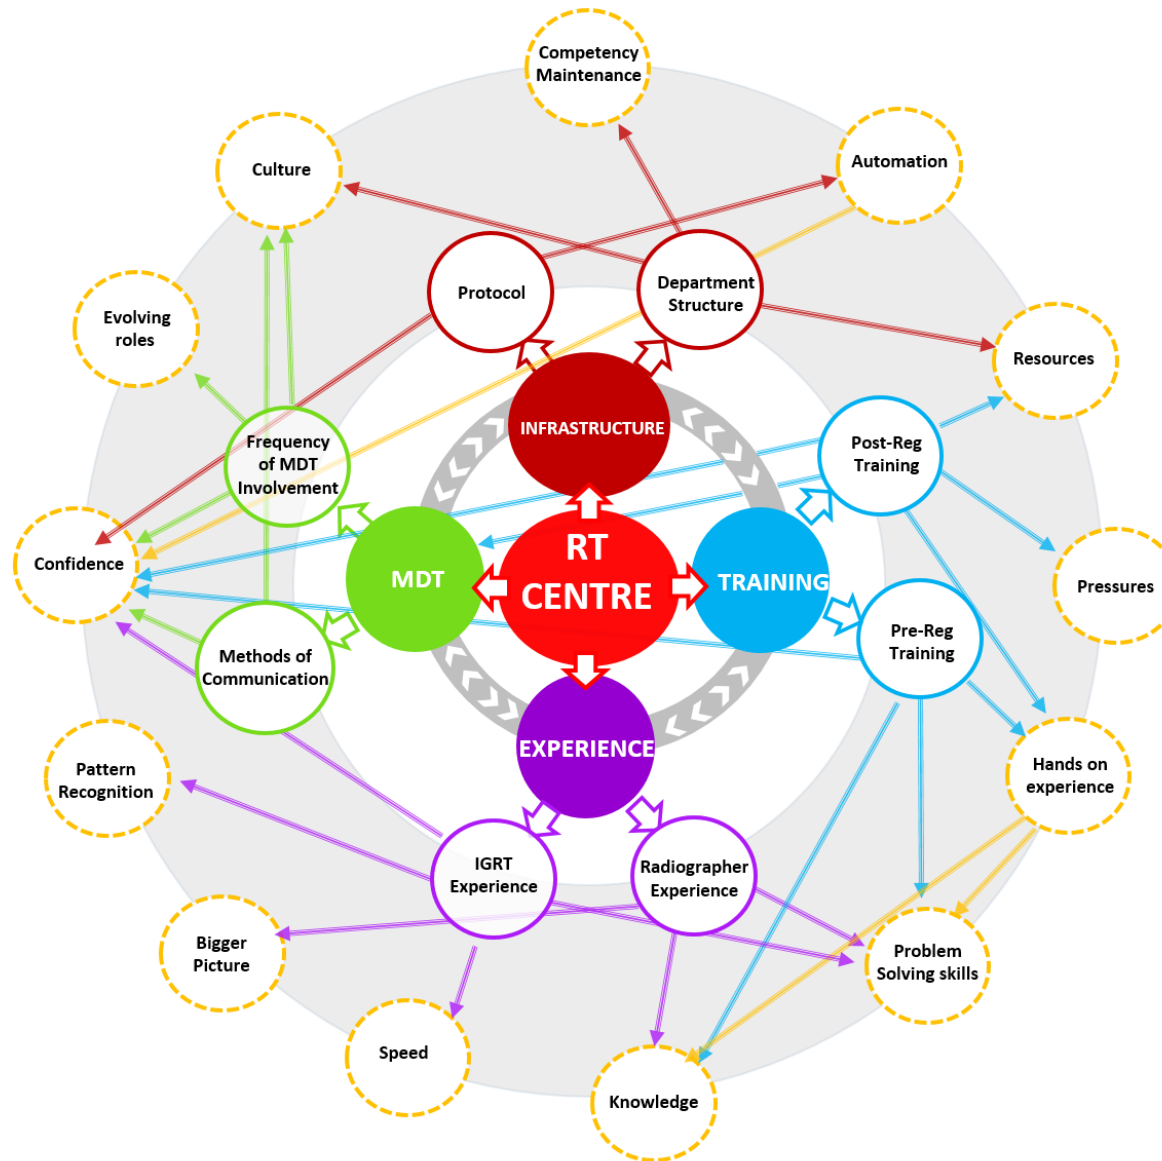 Competency
Maintenance
Automation
Culture
Protocol
Department
Structure
Evolving
roles
Resources
INFRASTRUCTURE
Frequency
of MDT
Involvement
Post-Reg
Training
Confidence
MDT
RT
CENTRE
TRAINING
Pressures
Methods of
Communication
Pre-Reg
Training
EXPERIENCE
Pattern
Recognition
Hands on
experience
IGRT
Experience
Radiographer
Experience
Bigger
Picture
Problem
Solving skills
Speed
Knowledge